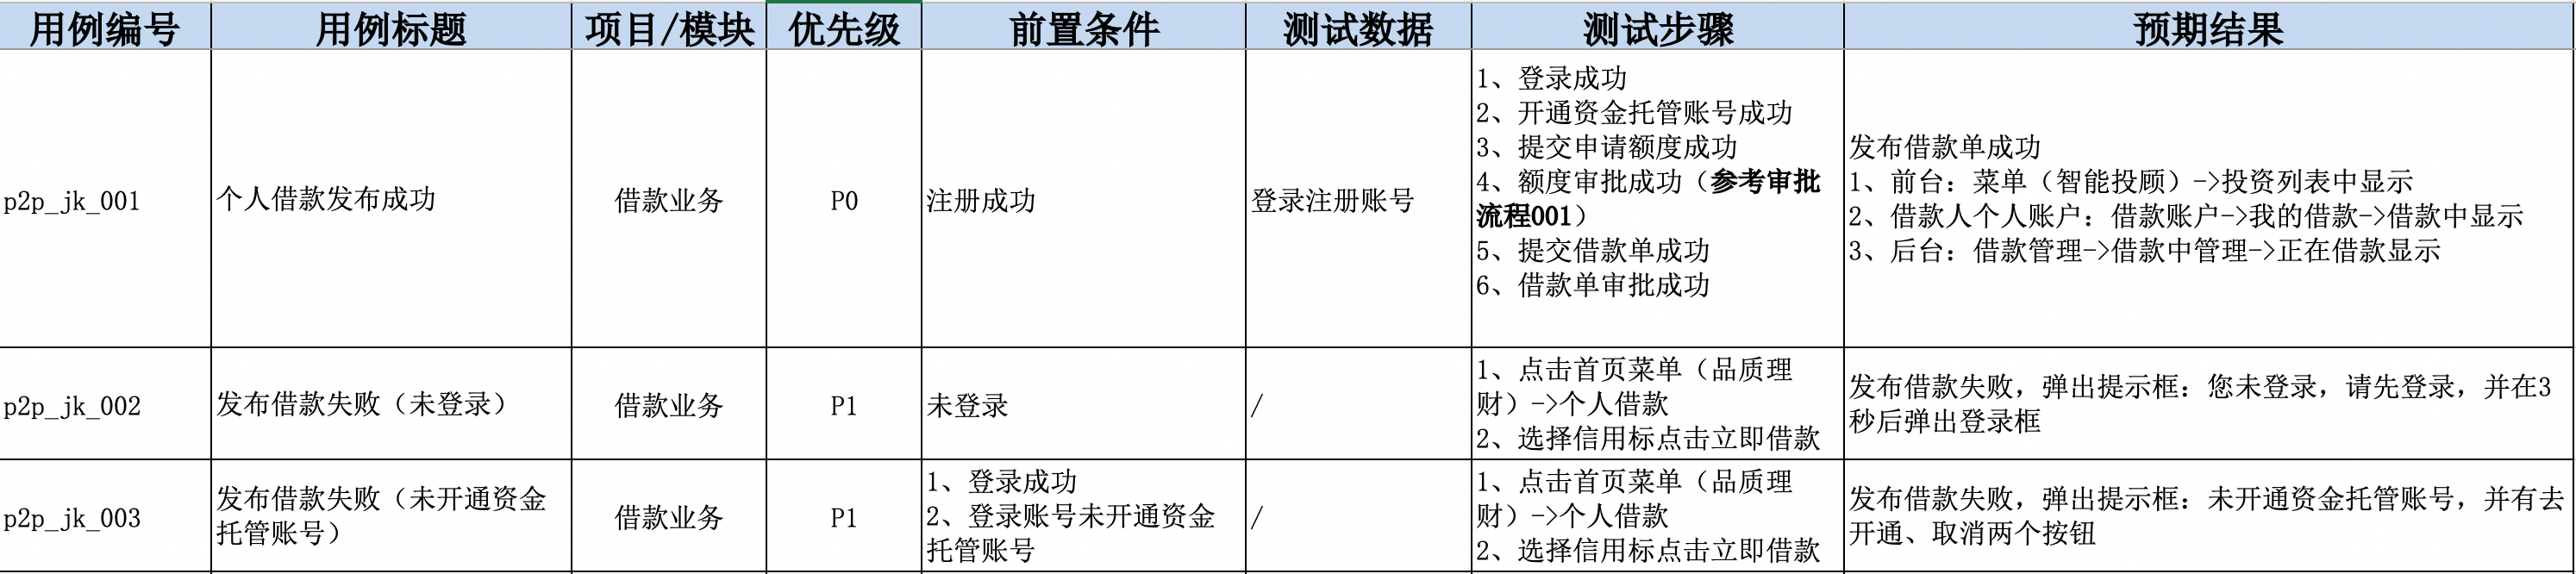 用例编号 用例标题 项目/模块 优先级 前置条件 测试数据 测试步骤 预期结果
p2p_jk_001
个人借款发布成功
借款业务
P0
注册成功
登录注册账号
1、登录成功
2、开通资金托管账号成功
3、提交申请额度成功
4、额度审批成功（参考审批
流程001）
5、提交借款单成功
6、借款单审批成功
发布借款单成功
1、前台：菜单（智能投顾）->投资列表中显示
2、借款人个人账户：借款账户->我的借款->借款中显示
3、后台：借款管理->借款中管理->正在借款显示
p2p_jk_002
发布借款失败（未登录）
借款业务
P1
未登录
/
1、点击首页菜单（品质理
财）->个人借款
2、选择信用标点击立即借款
发布借款失败，弹出提示框：您未登录，请先登录，并在3
秒后弹出登录框
p2p_jk_003
发布借款失败（未开通资金
托管账号）
借款业务
P1
1、登录成功
2、登录账号未开通资金
托管账号
/
1、点击首页菜单（品质理
财）->个人借款
2、选择信用标点击立即借款
发布借款失败，弹出提示框：未开通资金托管账号，并有去
开通、取消两个按钮